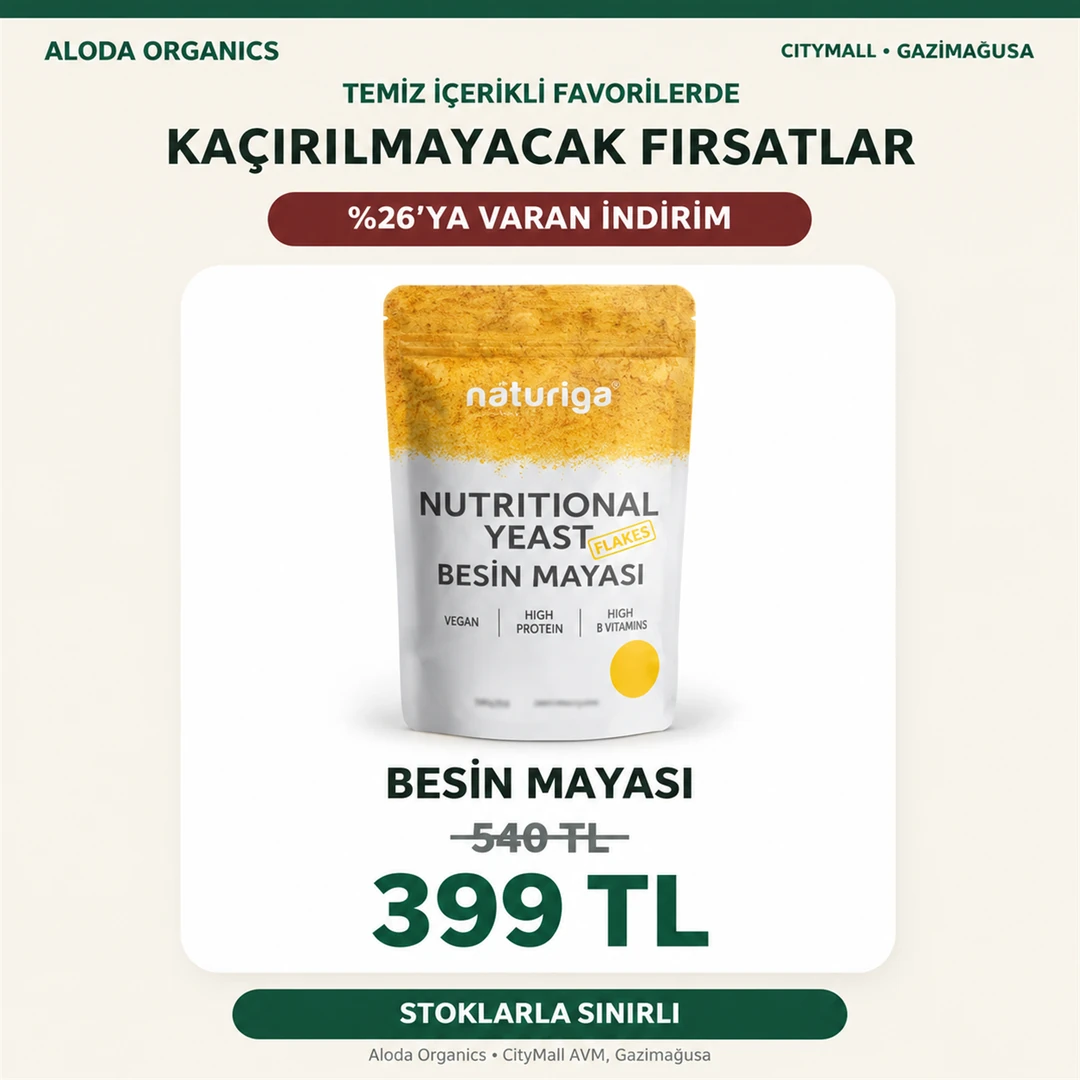 ALODA ORGANICS
CITYMALL • GAZİMAĞUSA
TEMİZ İÇERİKLİ FAVORİLERDE
KAÇIRILMAYACAK FIRSATLAR
%26'YA VARAN İNDİRİM
näturiga®
NUTRITIONAL
YEAST
FLAKES
BESİN MAYASI
VEGAN
HIGH
PROTEIN
HIGH
B VITAMINS
BESİN MAYASI
540 TL
399 TL
STOKLARLA SINIRLI
Aloda Organics • CityMall AVM, Gazimağusa